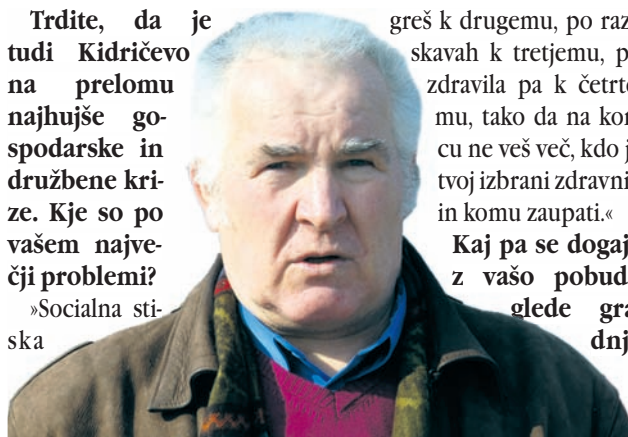 Trdite, da je
tudi Kidričevo
na prelomu
najhujše go-
spodarske in
družbene kri-
ze. Kje so po
vašem najve-
čji problemi?
»Socialna sti-
ska
greš k drugemu, po raz
skavah k tretjemu, p
zdravila pa k četrte
mu, tako da na kon
cu ne veš več, kdo j
tvoj izbrani zdravni
in komu zaupati.«
Kaj pa se dogaj
z vašo pobud
glede gra
dnj